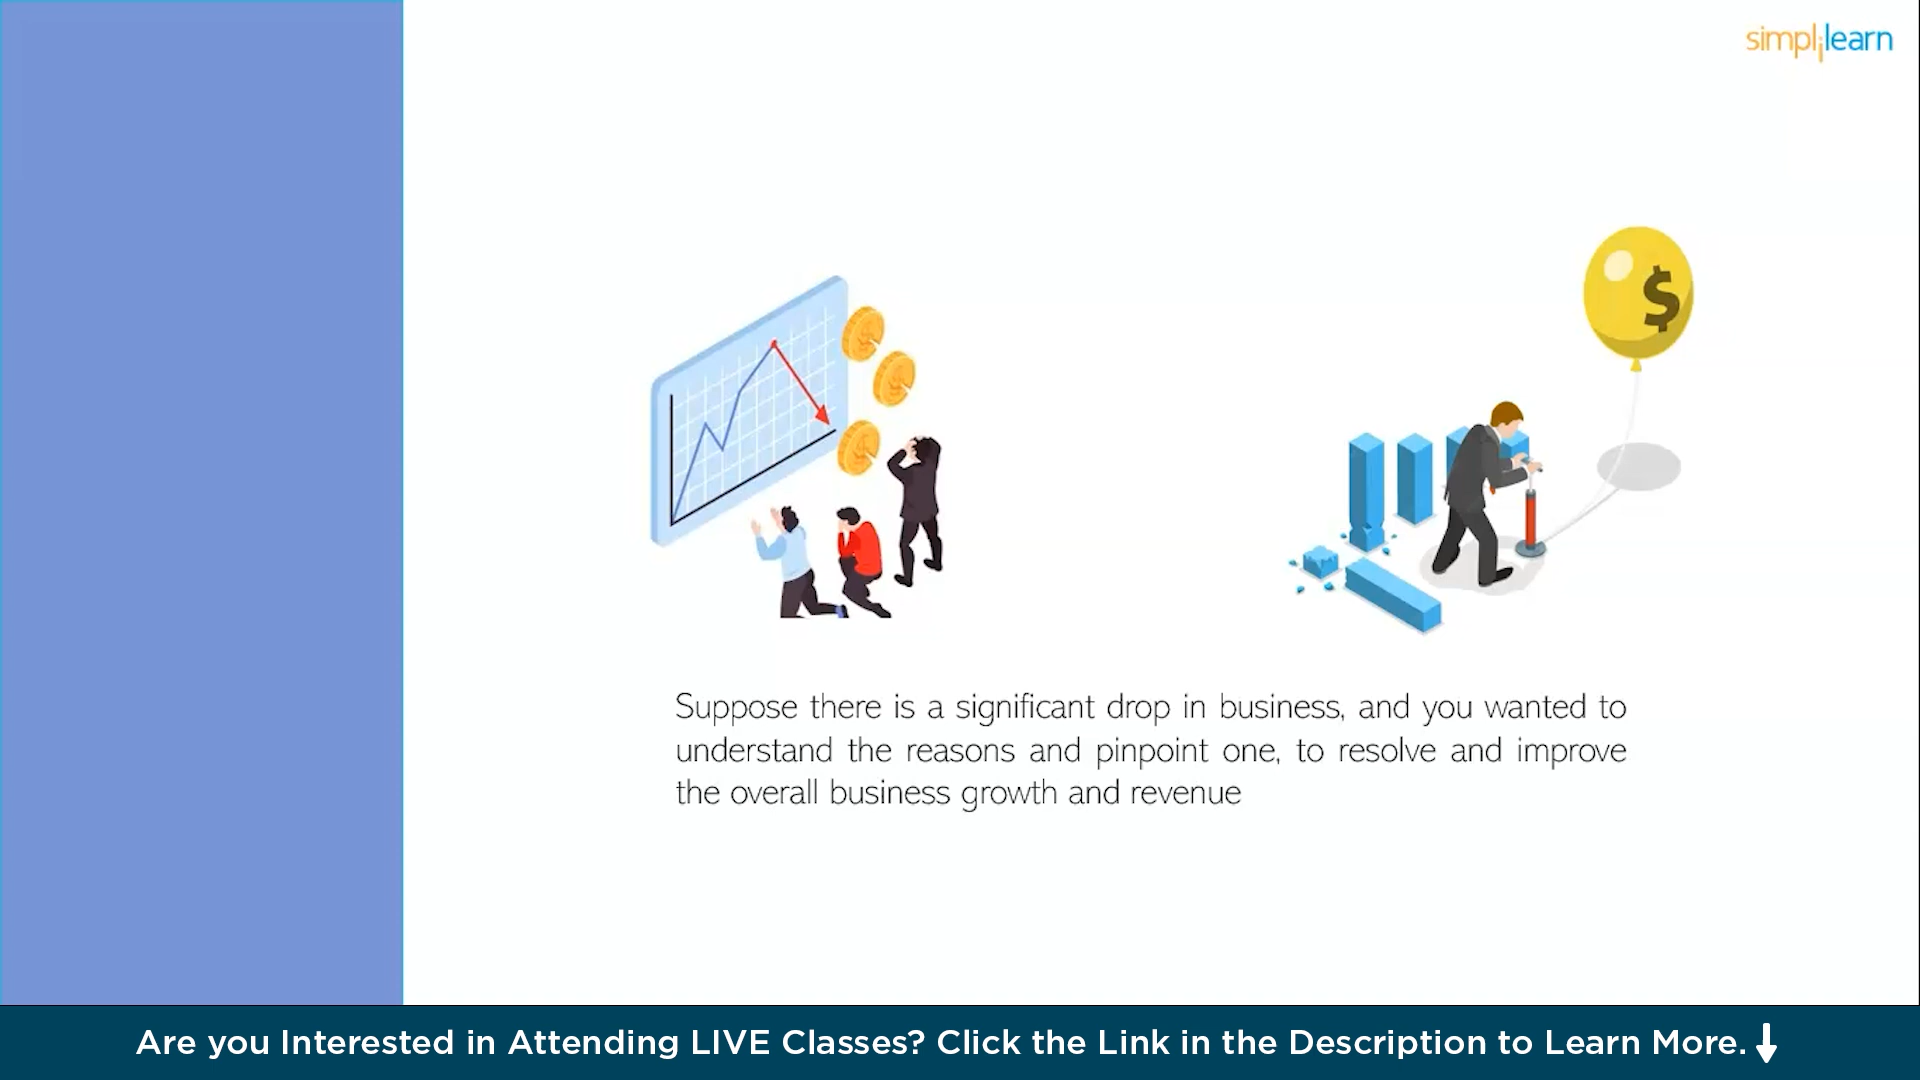 simplilearn
$
Suppose there is a significant drop in business, and you wanted to
understand the reasons and pinpoint one, to resolve and improve
the overall business growth and revenue
Are you Interested in Attending LIVE Classes? Click the Link in the Description to Learn More.